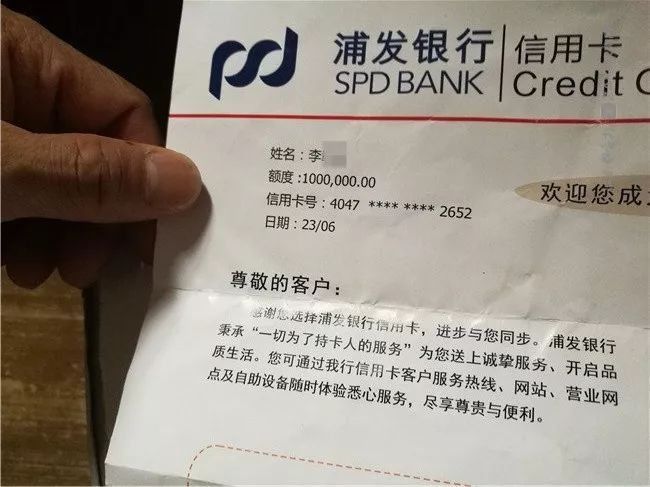 浦发银行 信用卡
SPD BANK Credit C
姓名：李
额度:1000,000.00
信用卡号：4047 **** **** 2652
日期：23/06
欢迎您成为
尊敬的客户：
感谢您选择浦发银行信用卡，进步与您同步。浦发银行
秉承“一切为了持卡人的服务”为您送上诚挚服务、开启品
质生活。您可通过我行信用卡客户服务热线、网站、营业网
点及自助设备随时体验悉心服务，尽享尊贵与便利。